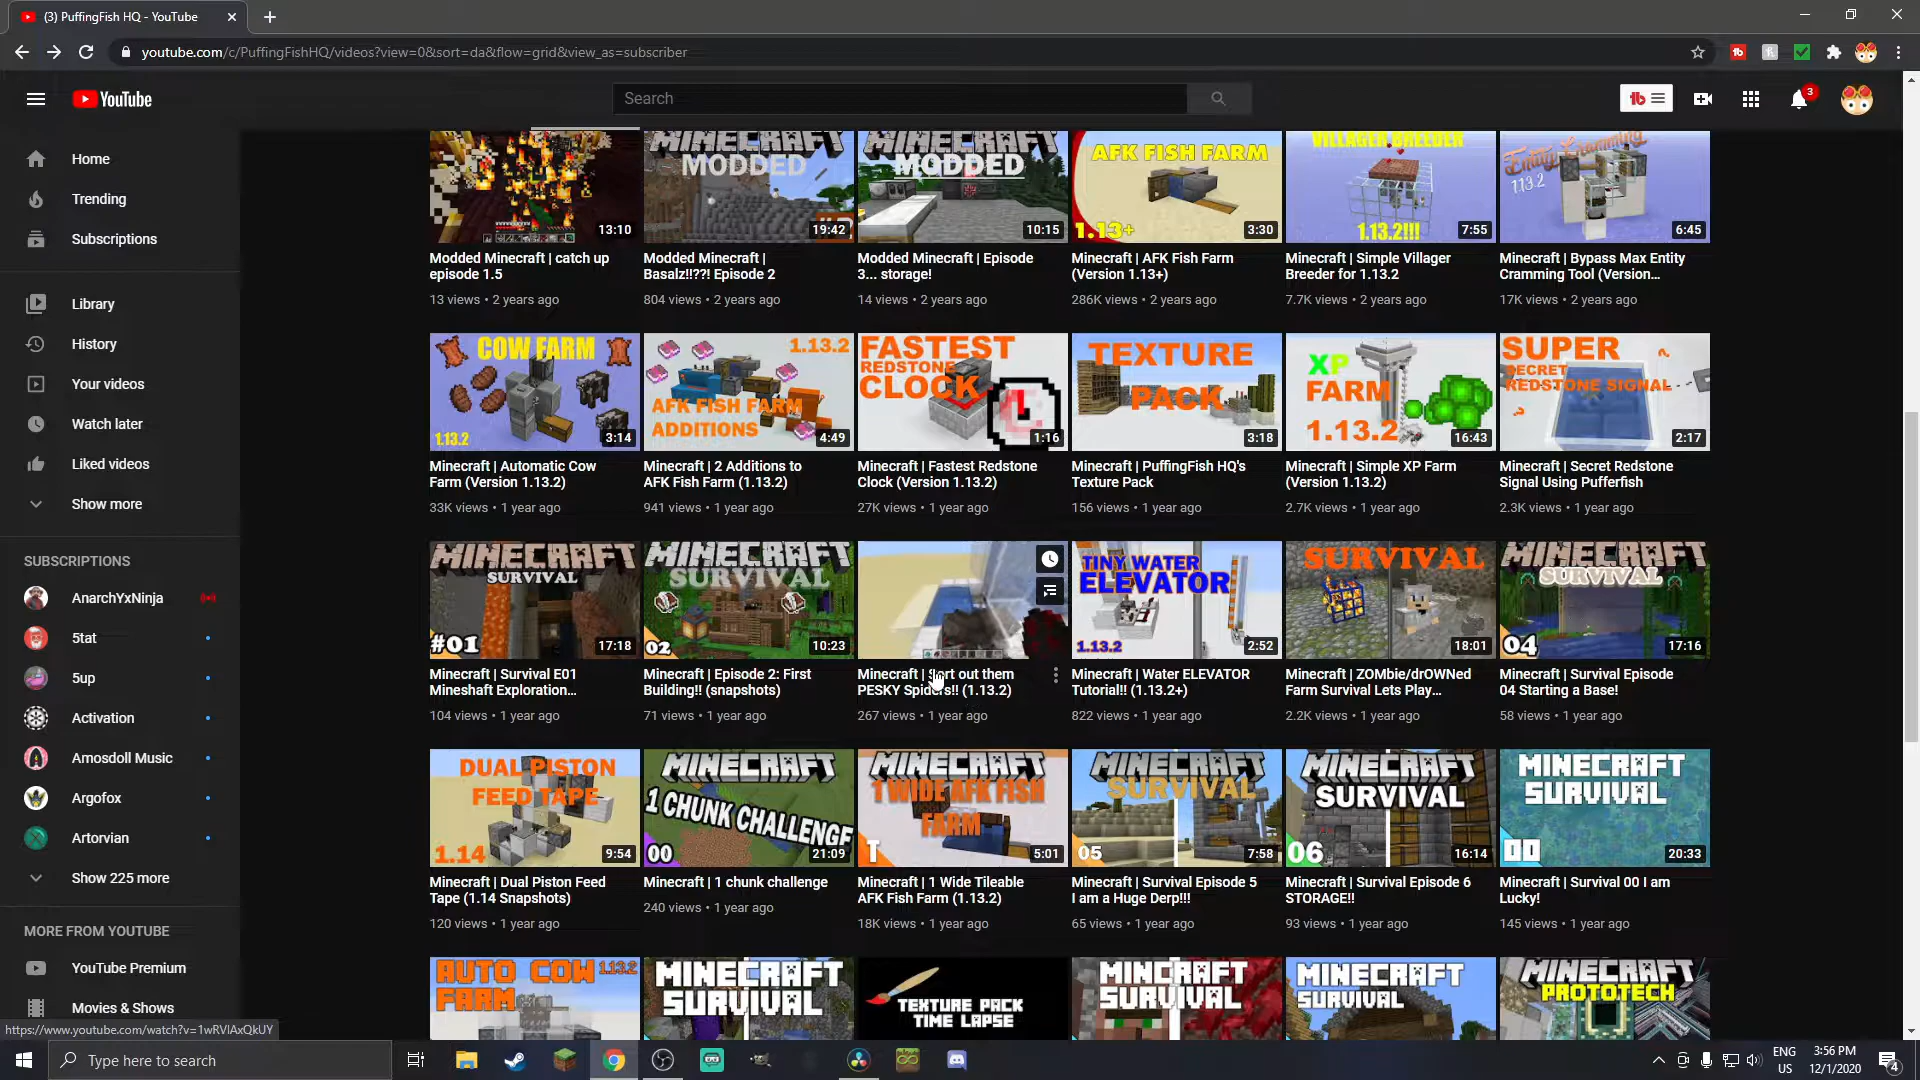 (3) PuffingFish HQ - YouTube
youtube.com/c/PuffingFishHQ/videos?view=0&sort=da&flow=grid&view_as=subscriber
YouTube
Search
3
Home
Trending
Subscriptions
Library
History
Your videos
Watch later
Liked videos
Show more
SUBSCRIPTIONS
AnarchYxNinja
5tat
5up
Activation
Amosdoll Music
Argofox
Artorvian
Show 225 more
MORE FROM YOUTUBE
YouTube Premium
Movies & Shows
13:10
Modded Minecraft | catch up
episode 1.5
13 views • 2 years ago
MINECRAFT
MODDED
19:42
Modded Minecraft |
Basalz!!??! Episode 2
804 views • 2 years ago
MINECRAFT
MODDED
10:15
Modded Minecraft | Episode
3... storage!
14 views • 2 years ago
AFK FISH FARM
1.13+
3:30
Minecraft | AFK Fish Farm
(Version 1.13+)
286K views • 2 years ago
VILLAGER BREEDER
1.13.2!!!
7:55
Minecraft | Simple Villager
Breeder for 1.13.2
7.7K views • 2 years ago
Entity Cramming
1.13.2
6:45
Minecraft | Bypass Max Entity
Cramming Tool (Version...
17K views • 2 years ago
COW FARM
1.13.2
3:14
Minecraft | Automatic Cow
Farm (Version 1.13.2)
33K views • 1 year ago
1.13.2
AFK FISH FARM
ADDITIONS
4:49
Minecraft | 2 Additions to
AFK Fish Farm (1.13.2)
941 views • 1 year ago
FASTEST
REDSTONE
CLOCK
1:16
Minecraft | Fastest Redstone
Clock (Version 1.13.2)
27K views • 1 year ago
TEXTURE
PACK
3:18
Minecraft | PuffingFish HQ's
Texture Pack
156 views • 1 year ago
XP
FARM
1.13.2
16:43
Minecraft | Simple XP Farm
(Version 1.13.2)
2.7K views • 1 year ago
SUPER
SECRET
REDSTONE SIGNAL
2:17
Minecraft | Secret Redstone
Signal Using Pufferfish
2.3K views • 1 year ago
MINECRAFT
SURVIVAL
#01
17:18
Minecraft | Survival E01
Mineshaft Exploration...
104 views • 1 year ago
MINECRAFT
SURVIVAL
02
10:23
Minecraft | Episode 2: First
Building!! (snapshots)
71 views • 1 year ago
Minecraft | Sort out them
PESKY Spiders!! (1.13.2)
267 views • 1 year ago
TINY WATER
ELEVATOR
1.13.2
2:52
Minecraft | Water ELEVATOR
Tutorial!! (1.13.2+)
822 views • 1 year ago
SURVIVAL
18:01
Minecraft | ZOMbie/drOWNed
Farm Survival Lets Play...
2.2K views • 1 year ago
MINECRAFT
SURVIVAL
04
17:16
Minecraft | Survival Episode
04 Starting a Base!
58 views • 1 year ago
DUAL PISTON
FEED TAPE
1.14
9:54
Minecraft | Dual Piston Feed
Tape (1.14 Snapshots)
120 views • 1 year ago
MINECRAFT
1 CHUNK CHALLENGE
00
21:09
Minecraft | 1 chunk challenge
240 views • 1 year ago
MINECRAFT
1 WIDE AFK FISH
FARM
T
5:01
Minecraft | 1 Wide Tileable
AFK Fish Farm (1.13.2)
18K views • 1 year ago
MINECRAFT
SURVIVAL
05
7:58
Minecraft | Survival Episode 5
I am a Huge Derp!!!
65 views • 1 year ago
MINECRAFT
SURVIVAL
06
16:14
Minecraft | Survival Episode 6
STORAGE!!
93 views • 1 year ago
MINECRAFT
SURVIVAL
00
20:33
Minecraft | Survival 00 I am
Lucky!
145 views • 1 year ago
AUTO COW 1.13.2
FARM
MINECRAFT
SURVIVAL
TEXTURE PACK
TIME LAPSE
MINECRAFT
SURVIVAL
MINECRAFT
SURVIVAL
MINECRAFT
PROTOTECH
https://www.youtube.com/watch?v=1wRVlAxQkUY
Type here to search
ENG
US
3:56 PM
12/1/2020
4